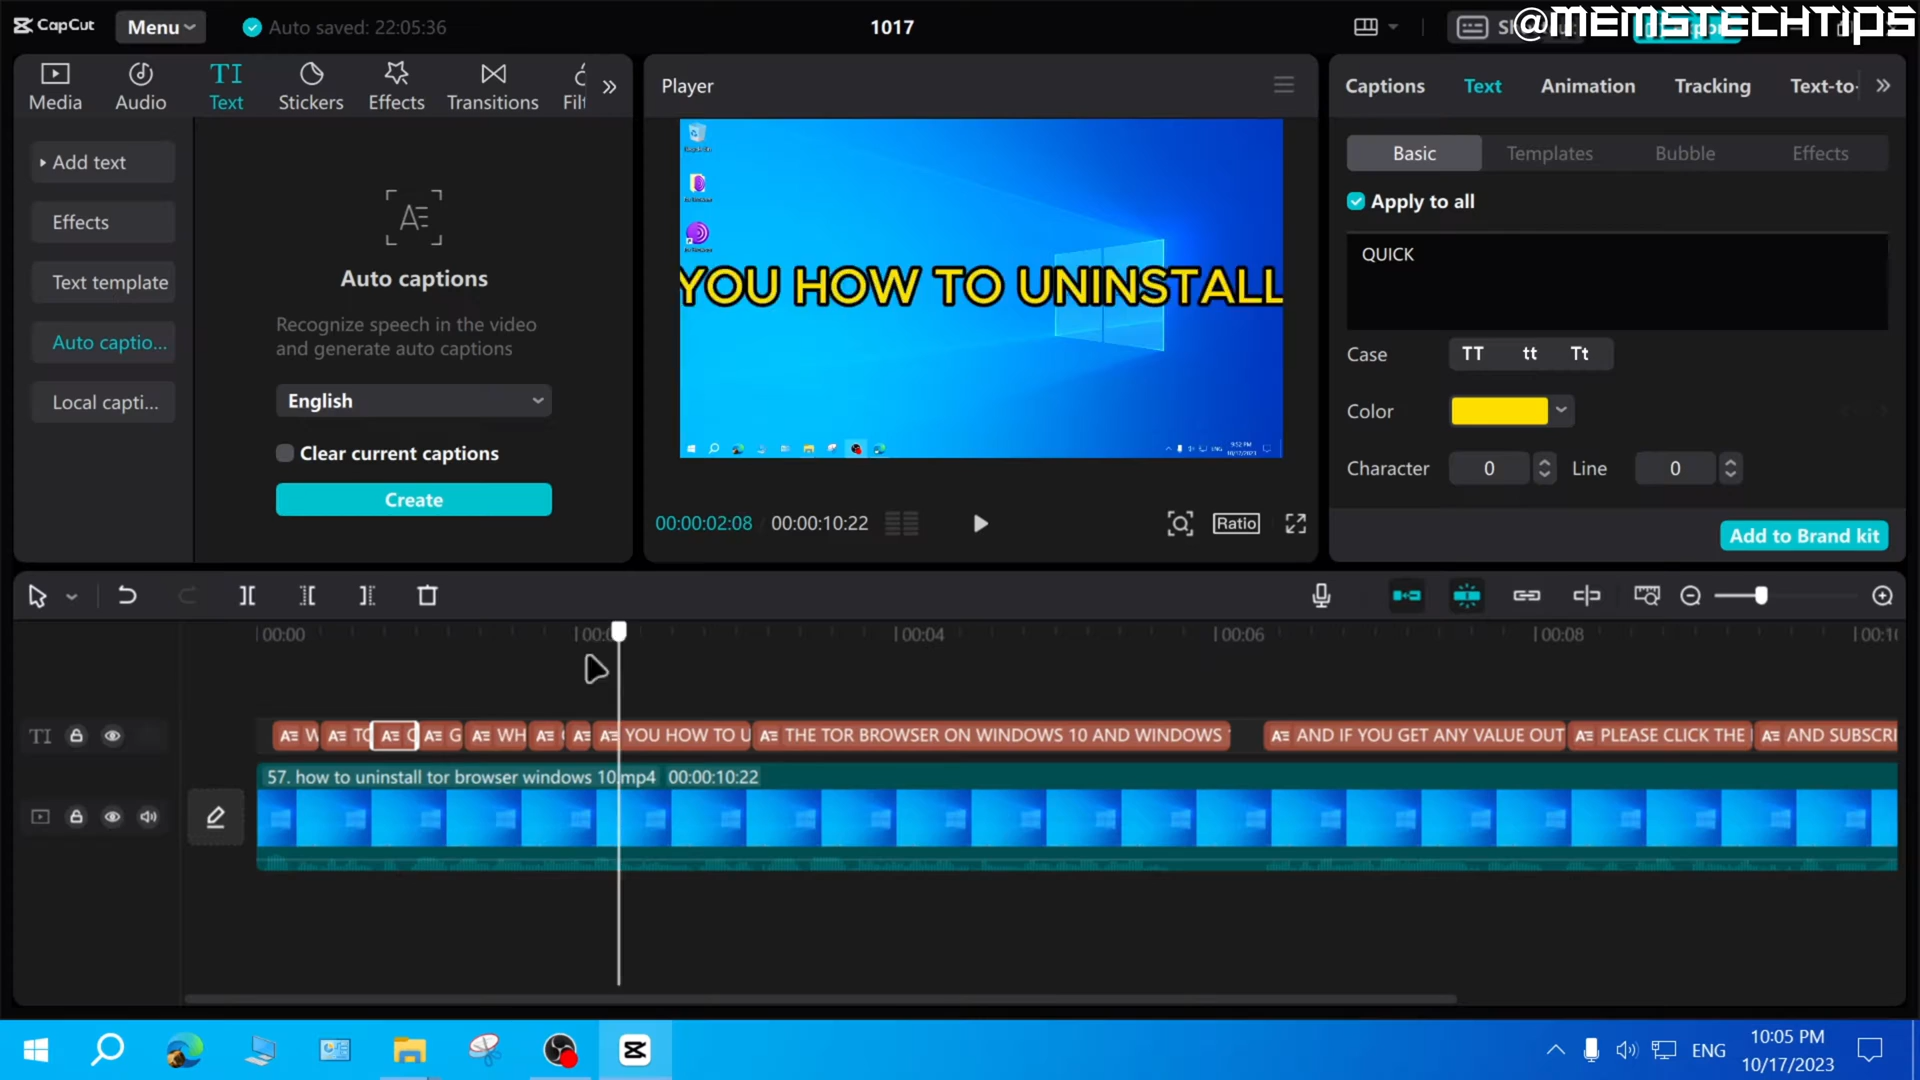 CapCut
Menu
Auto saved: 22:05:36
1017
@MEMSTECHTIPS
Media
Audio
Text
Stickers
Effects
Transitions
Add text
Effects
Text template
Auto captio...
Local capti...
Auto captions
Recognize speech in the video
and generate auto captions
English
Clear current captions
Create
Player
YOU HOW TO UNINSTALL
9:52 PM
10/17/2023
00:00:02:08
00:00:10:22
Ratio
Captions
Text
Animation
Tracking
Text-to-
Basic
Templates
Bubble
Effects
Apply to all
QUICK
Case
TT
tt
Tt
Color
Character
0
Line
0
Add to Brand kit
00:00
00:04
00:06
00:08
YOU HOW TO U
THE TOR BROWSER ON WINDOWS 10 AND WINDOWS
AND IF YOU GET ANY VALUE OUT
PLEASE CLICK THE
AND SUBSCRI
57. how to uninstall tor browser windows 10.mp4
00:00:10:22
ENG
10:05 PM
10/17/2023